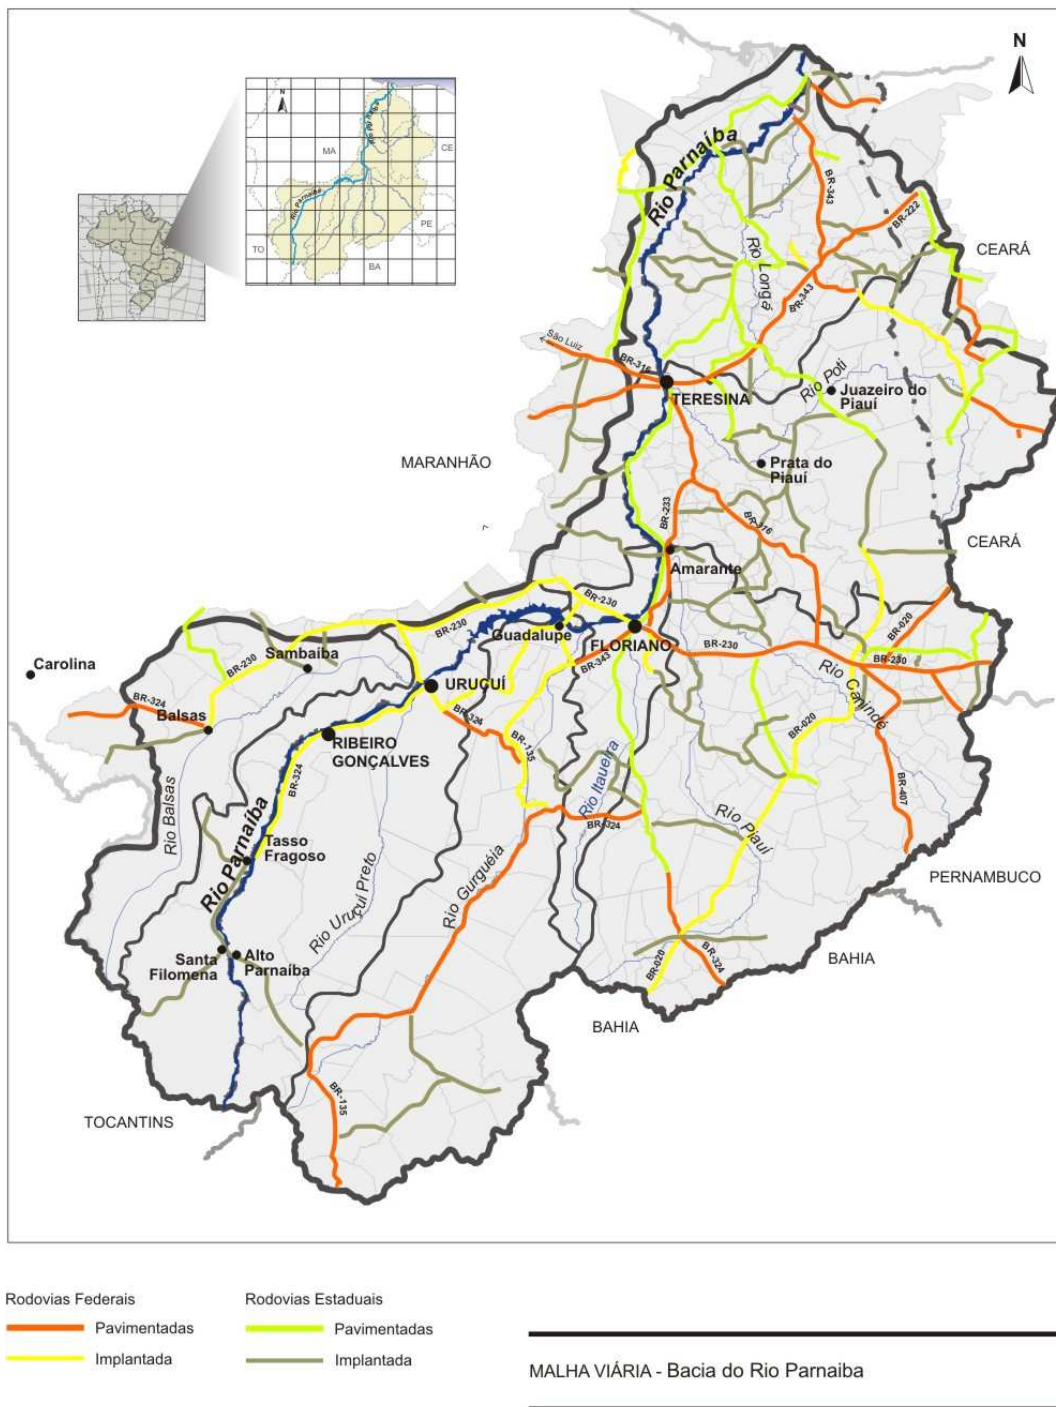 N
N
MA
CE
PE
TO
BA
Rio Parnaíba
Rio Parnaíba
Rio Parnaíba
BR-343
BR-222
CEARÁ
Rio Longá
BR-343
São Luiz
BR-316
TERESINA
Rio Poti
Juazeiro do
Piauí
MARANHÃO
Prata do
Piauí
BR-233
BR-316
CEARÁ
Amarante
BR-230
BR-230
Guadalupe
FLORIANO
BR-020
BR-230
BR-230
Carolina
Sambaíba
BR-230
BR-343
Rio Canindé
URUÇUÍ
BR-324
Balsas
BR-324
RIBEIRO
GONÇALVES
BR-135
BR-020
Rio Balsas
BR-324
Rio Itaueira
BR-407
Rio Parnaíba
Tasso
Fragoso
BR-324
Rio Piauí
Rio Uruçuí Preto
Rio Gurguéia
PERNAMBUCO
Santa
Filomena
Alto
Parnaíba
BR-020
BR-324
BAHIA
BAHIA
BR-135
TOCANTINS
Rodovias Federais
Pavimentadas
Implantada
Rodovias Estaduais
Pavimentadas
Implantada
MALHA VIÁRIA - Bacia do Rio Parnaiba